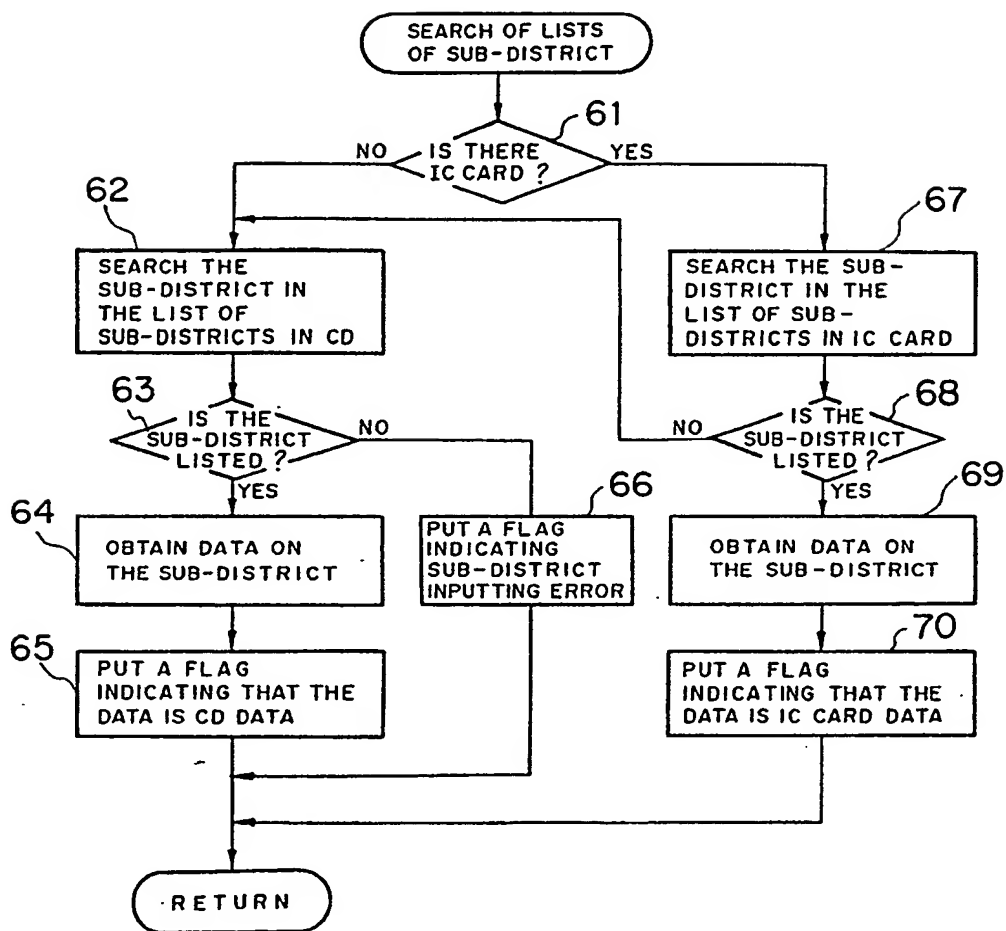 SEARCH OF LISTS
OF SUB-DISTRICT
61
NO
IS THERE
IC CARD ?
YES
62
SEARCH THE
SUB-DISTRICT IN
THE LIST OF
SUB-DISTRICTS IN CD
67
SEARCH THE SUB-
DISTRICT IN THE
LIST OF SUB-
DISTRICTS IN IC CARD
63
IS THE
SUB-DISTRICT
LISTED ?
NO
YES
68
NO
IS THE
SUB-DISTRICT
LISTED ?
YES
64
OBTAIN DATA ON
THE SUB-DISTRICT
66
PUT A FLAG
INDICATING
SUB-DISTRICT
INPUTTING ERROR
69
OBTAIN DATA ON
THE SUB-DISTRICT
65
PUT A FLAG
INDICATING THAT THE
DATA IS CD DATA
70
PUT A FLAG
INDICATING THAT THE
DATA IS IC CARD DATA
RETURN